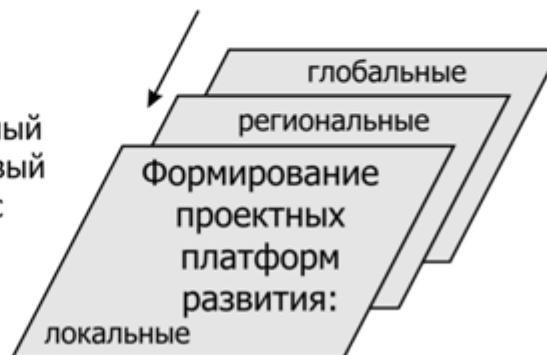 глобальные
региональные
Формирование
проектных
платформ
развития:
локальные